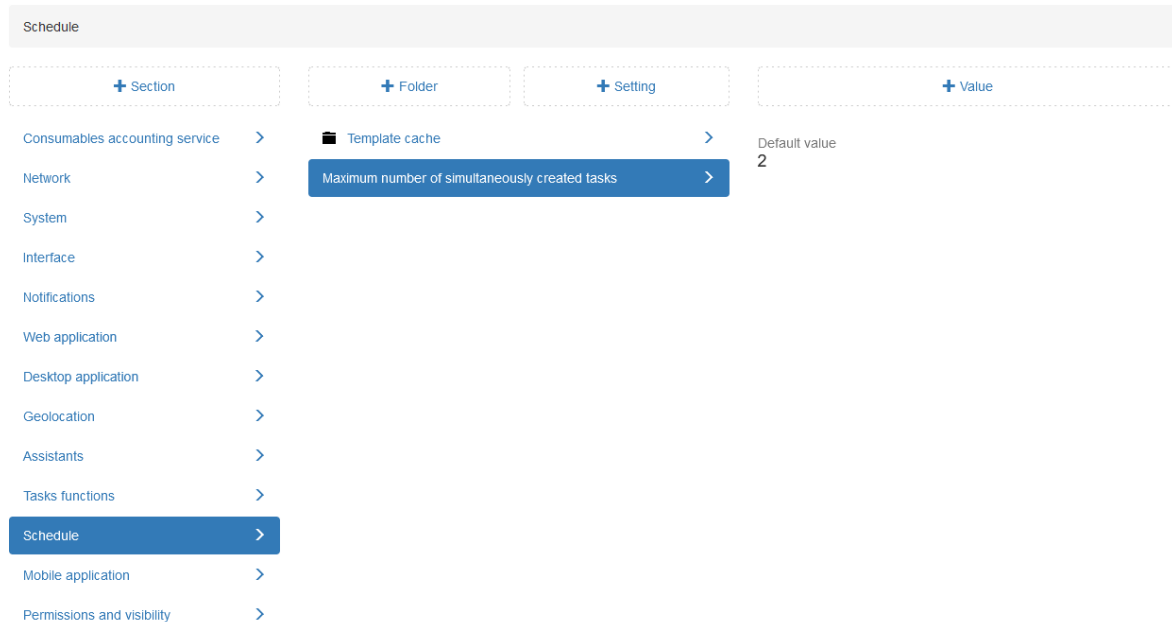 Schedule
Section
Folder
Setting
Value
Consumables accounting service
Network
System
Interface
Notifications
Web application
Desktop application
Geolocation
Assistants
Tasks functions
Schedule
Mobile application
Permissions and visibility
Template cache
Maximum number of simultaneously created tasks
Default value
2